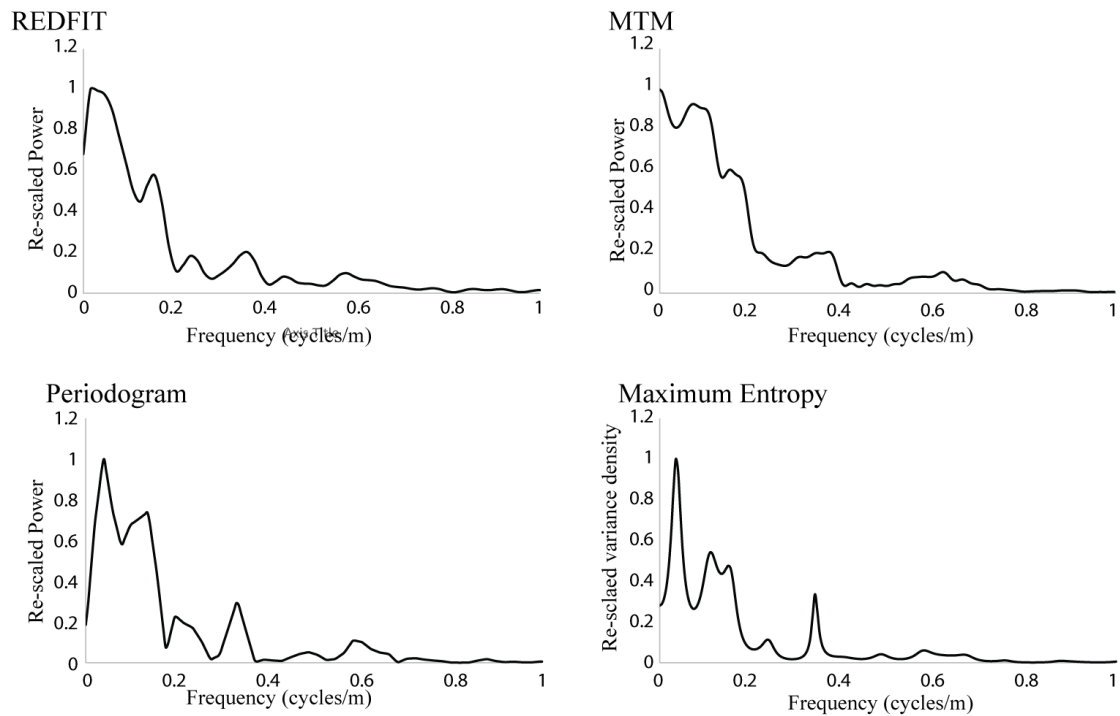 REDFIT
1.2
1
0.8
0.6
0.4
0.2
0
Re-scaled Power
0 0.2 0.4 0.6 0.8 1
Axis Title
Frequency (cycles/m)
MTM
1.2
1
0.8
0.6
0.4
0.2
0
Re-scaled Power
0 0.2 0.4 0.6 0.8 1
Frequency (cycles/m)
Periodogram
1.2
1
0.8
0.6
0.4
0.2
0
Re-scaled Power
0 0.2 0.4 0.6 0.8 1
Frequency (cycles/m)
Maximum Entropy
1.2
1
0.8
0.6
0.4
0.2
0
Re-sclaed variance density
0 0.2 0.4 0.6 0.8 1
Frequency (cycles/m)